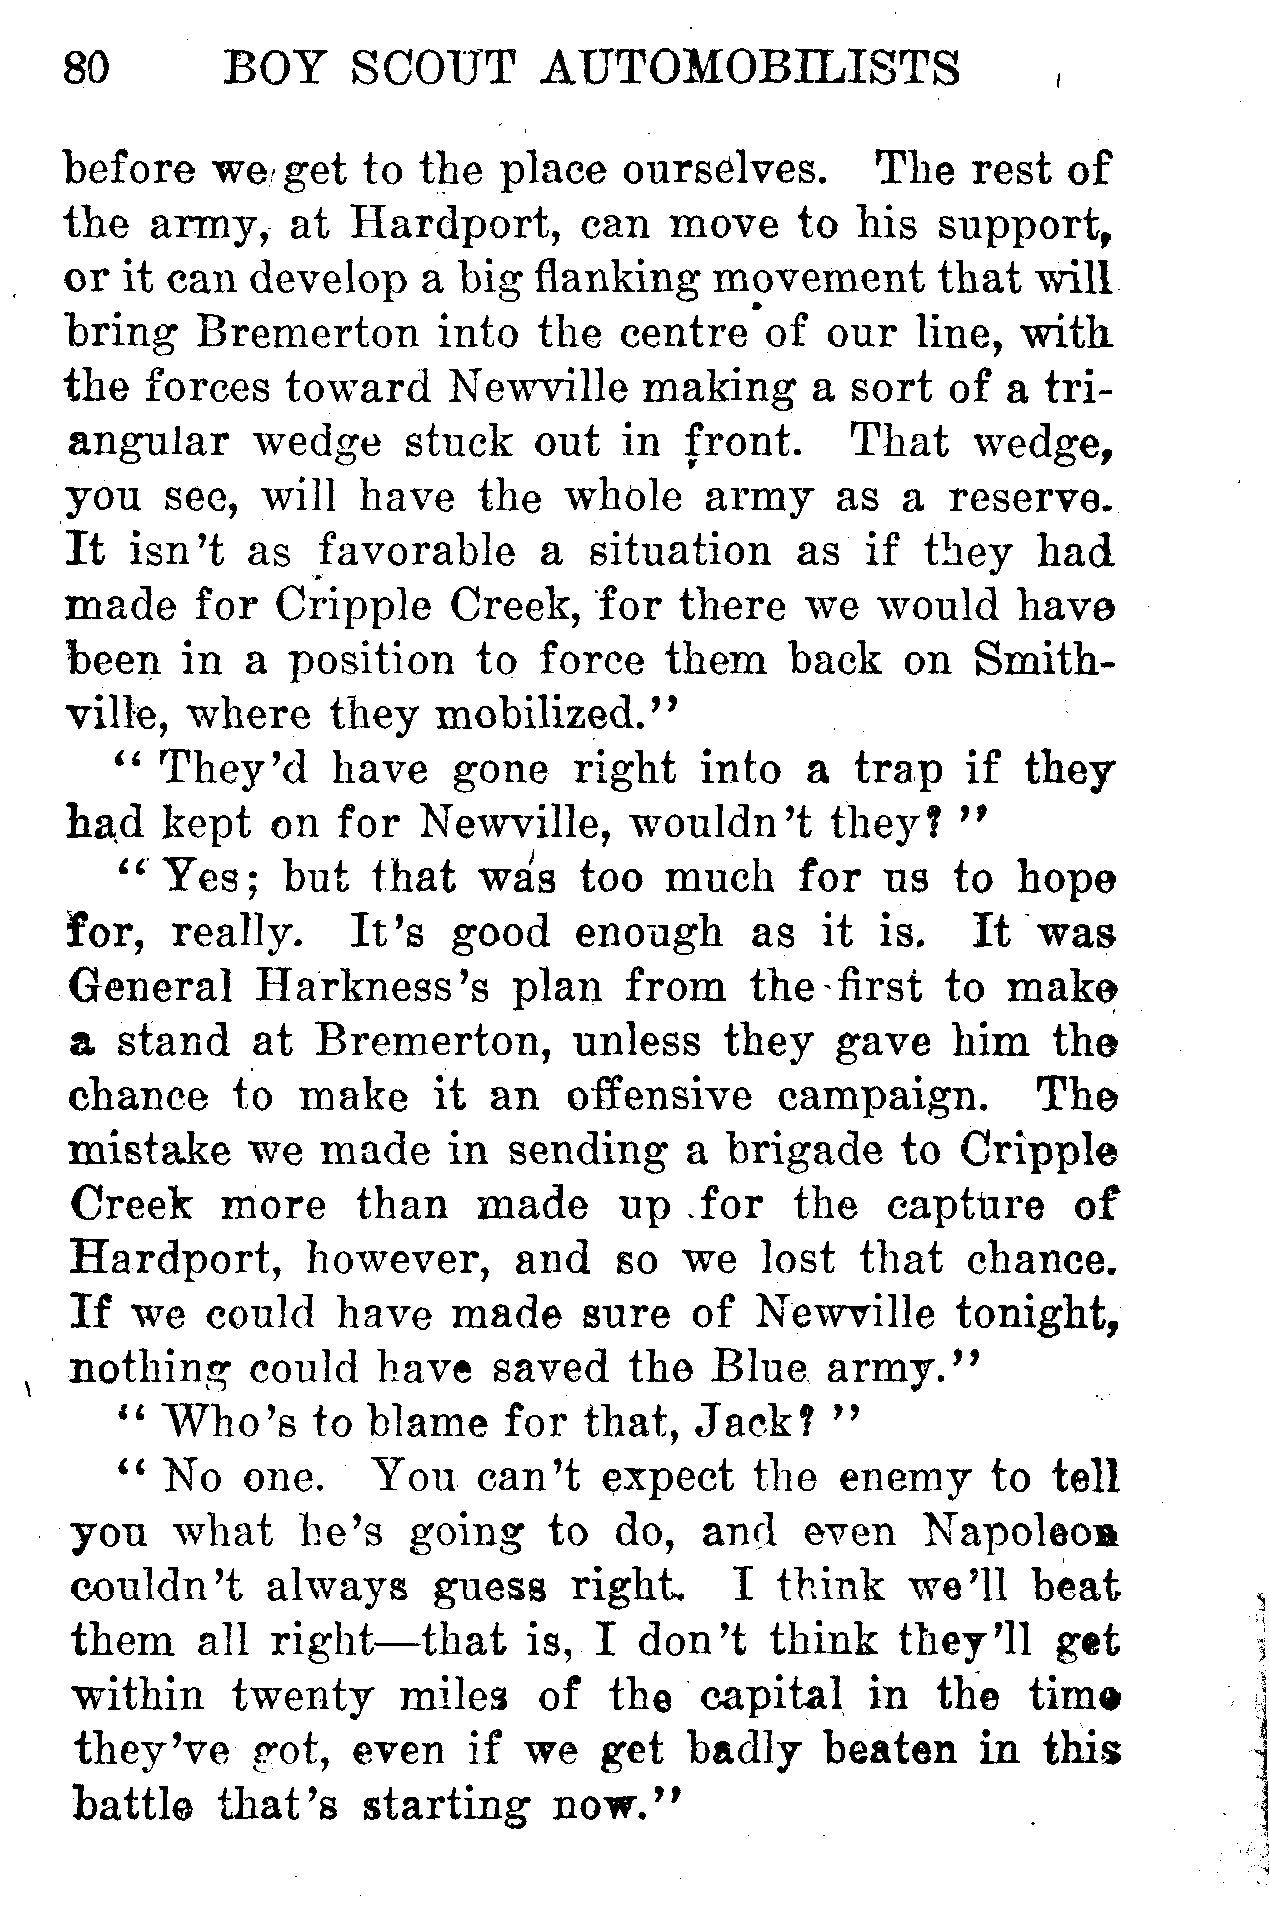 80 BOY SCOUT AUTOMOBILISTS
before we get to the place ourselves. The rest of
the army, at Hardport, can move to his support,
or it can develop a big flanking movement that will
bring Bremerton into the centre of our line, with
the forces toward Newville making a sort of a tri-
angular wedge stuck out in front. That wedge,
you see, will have the whole army as a reserve.
It isn't as favorable a situation as if they had
made for Cripple Creek, for there we would have
been in a position to force them back on Smith-
ville, where they mobilized."
"They'd have gone right into a trap if they
had kept on for Newville, wouldn't they?"
"Yes; but that was too much for us to hope
for, really. It's good enough as it is. It was
General Harkness's plan from the first to make
a stand at Bremerton, unless they gave him the
chance to make it an offensive campaign. The
mistake we made in sending a brigade to Cripple
Creek more than made up for the capture of
Hardport, however, and so we lost that chance.
If we could have made sure of Newville tonight,
nothing could have saved the Blue army."
"Who's to blame for that, Jack?"
"No one. You can't expect the enemy to tell
you what he's going to do, and even Napoleon
couldn't always guess right. I think we'll beat
them all right—that is, I don't think they'll get
within twenty miles of the capital in the time
they've got, even if we get badly beaten in this
battle that's starting now."